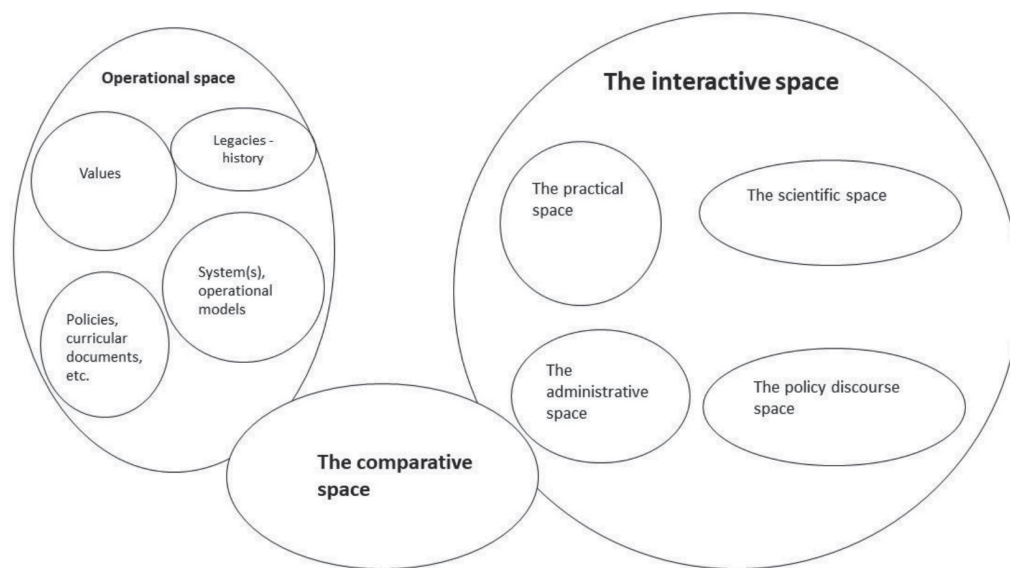 Operational space
Values
Legacies -
history
System(s),
operational
models
Policies,
curricular
documents,
etc.
The comparative
space
The interactive space
The practical
space
The scientific space
The
administrative
space
The policy discourse
space